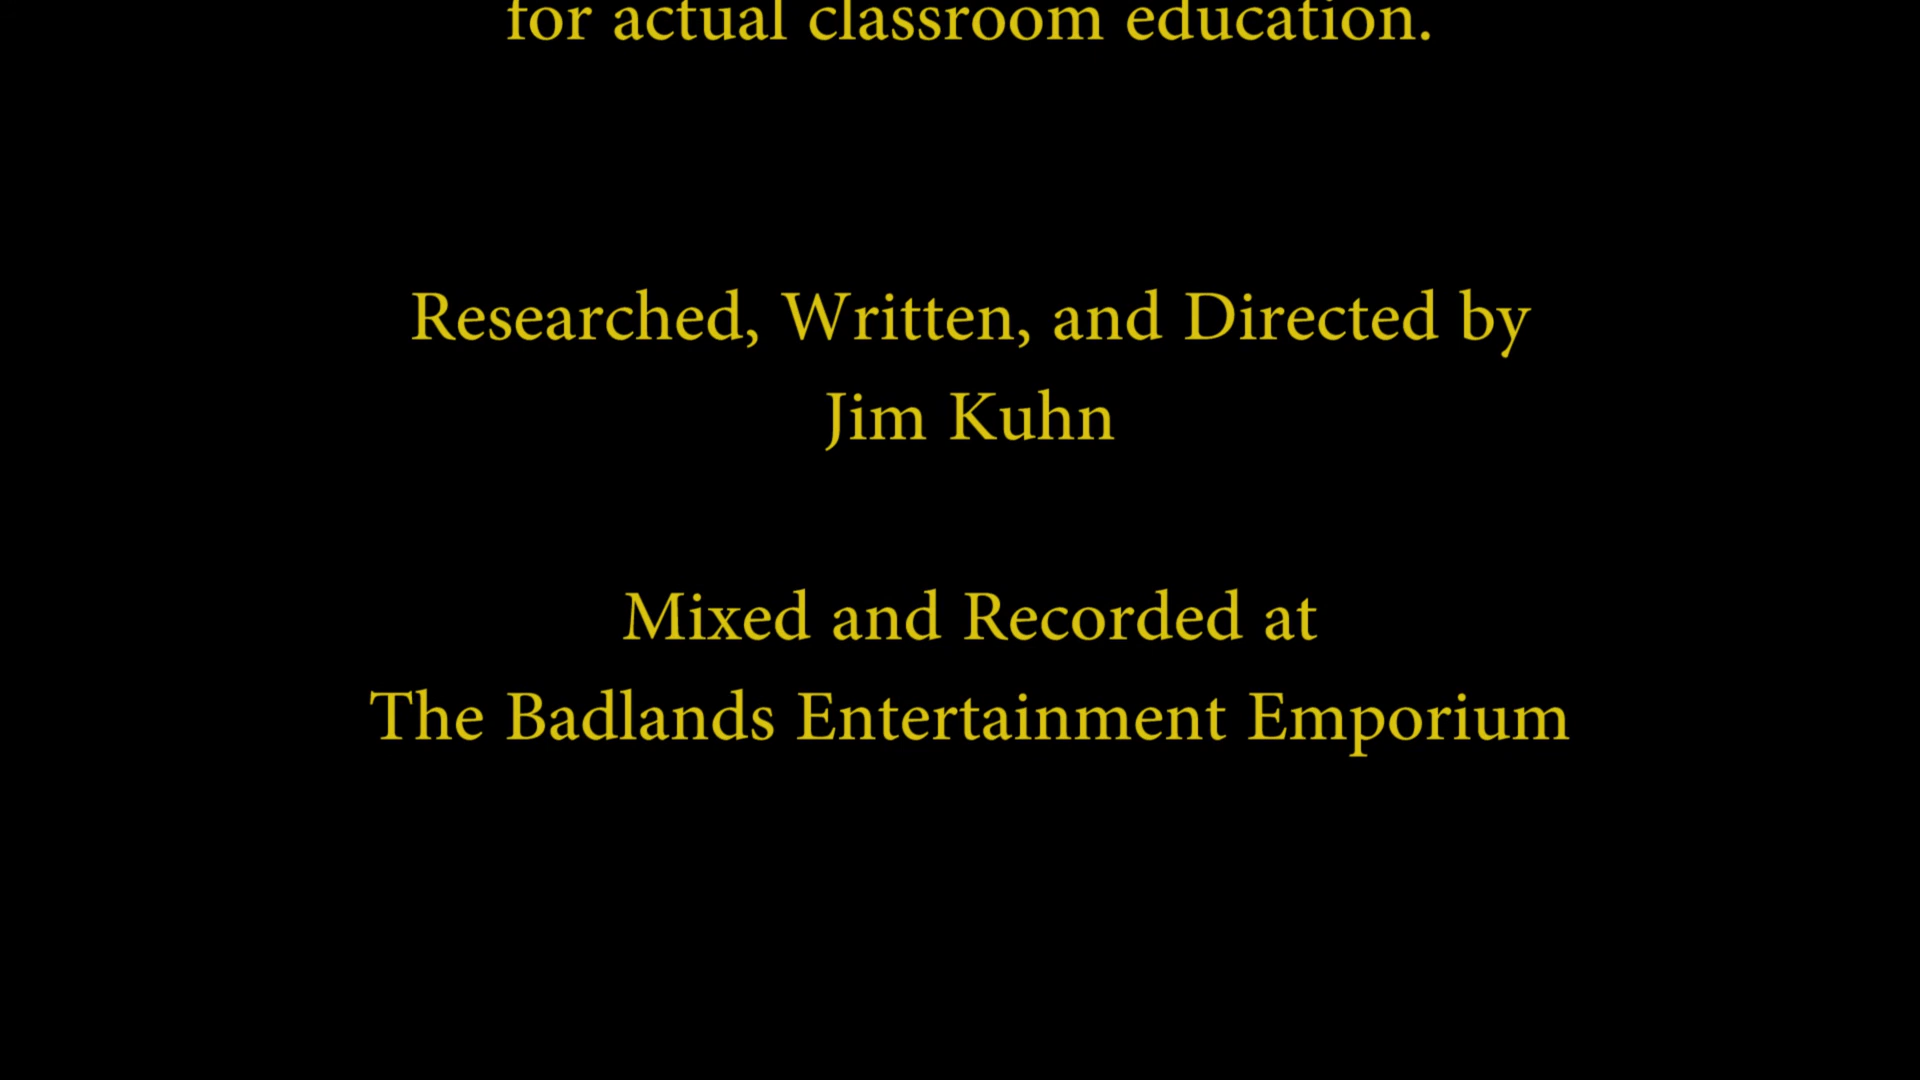 for actual classroom education.
Researched, Written, and Directed by
Jim Kuhn
Mixed and Recorded at
The Badlands Entertainment Emporium